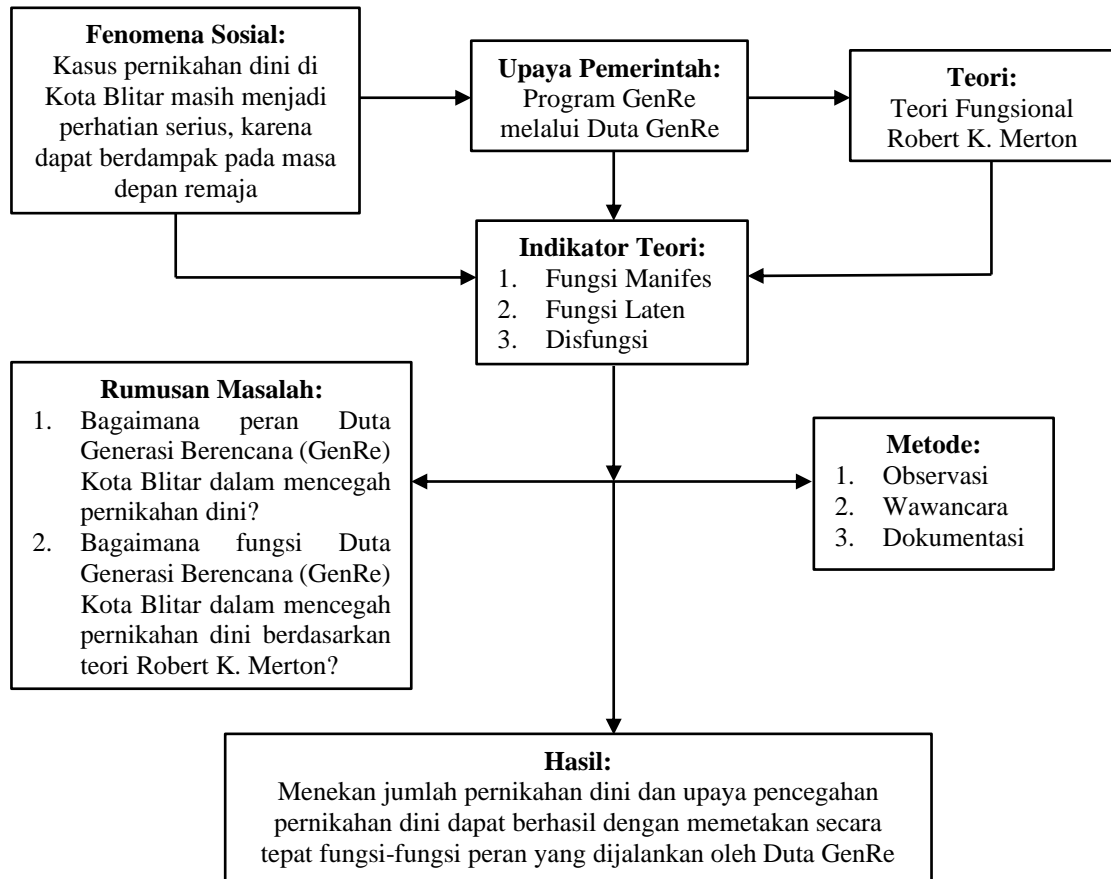 Fenomena Sosial:
Kasus pernikahan dini di
Kota Blitar masih menjadi
perhatian serius, karena
dapat berdampak pada masa
depan remaja
Upaya Pemerintah:
Program GenRe
melalui Duta GenRe
Teori:
Teori Fungsional
Robert K. Merton
Indikator Teori:
1. Fungsi Manifes
2. Fungsi Laten
3. Disfungsi
Rumusan Masalah:
1. Bagaimana peran Duta
Generasi Berencana (GenRe)
Kota Blitar dalam mencegah
pernikahan dini?
2. Bagaimana fungsi Duta
Generasi Berencana (GenRe)
Kota Blitar dalam mencegah
pernikahan dini berdasarkan
teori Robert K. Merton?
Metode:
1. Observasi
2. Wawancara
3. Dokumentasi
Hasil:
Menekan jumlah pernikahan dini dan upaya pencegahan
pernikahan dini dapat berhasil dengan memetakan secara
tepat fungsi-fungsi peran yang dijalankan oleh Duta GenRe